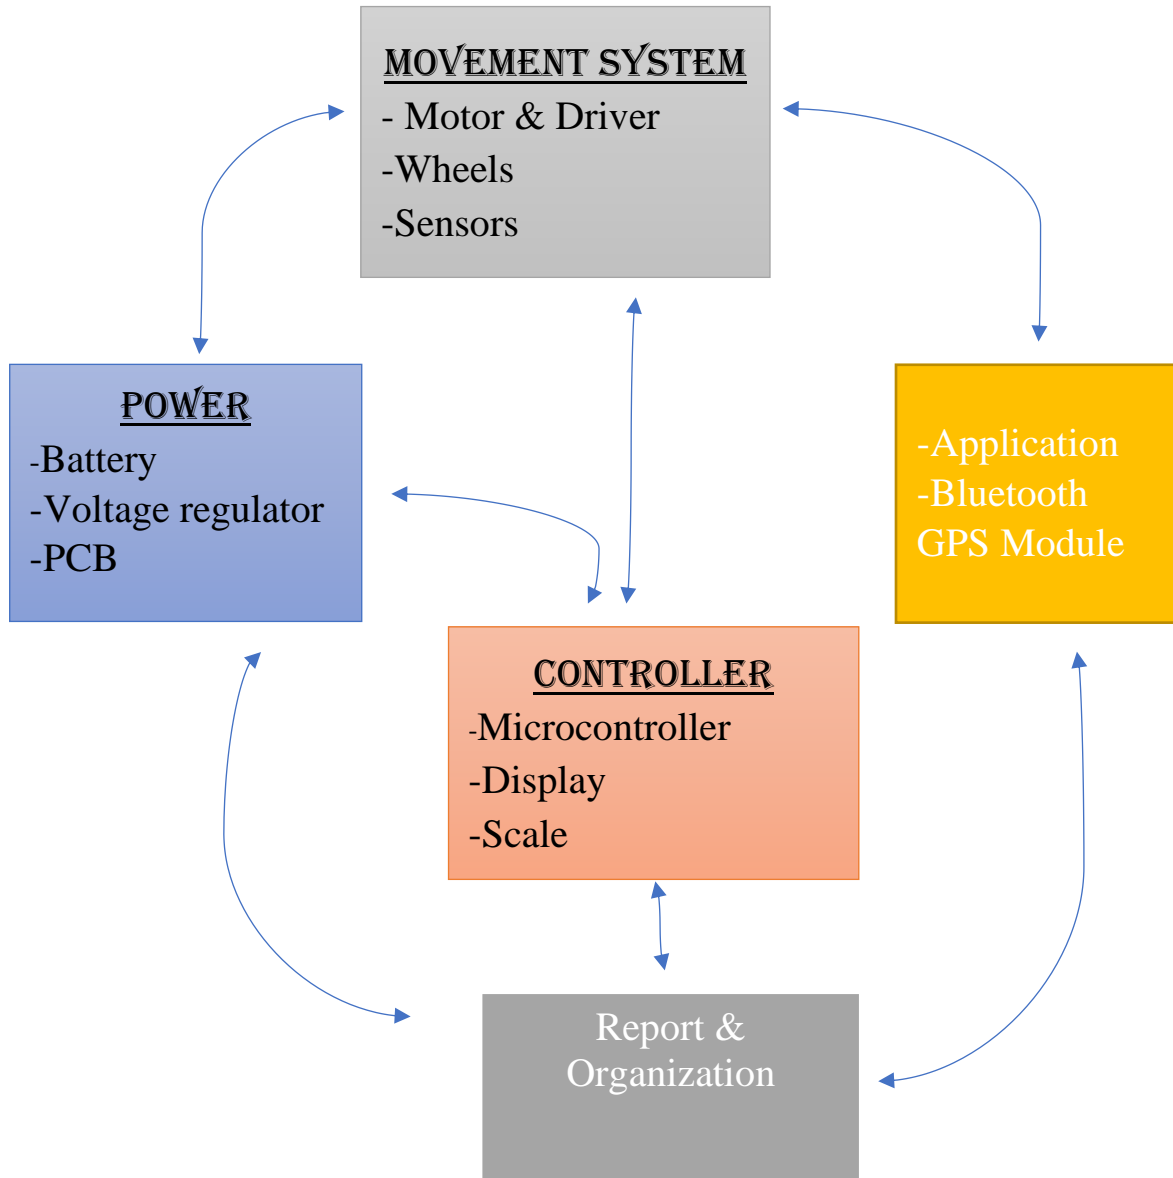 MOVEMENT SYSTEM
- Motor & Driver
-Wheels
-Sensors
POWER
-Battery
-Voltage regulator
-PCB
-Application
-Bluetooth
GPS Module
CONTROLLER
-Microcontroller
-Display
-Scale
Report &
Organization